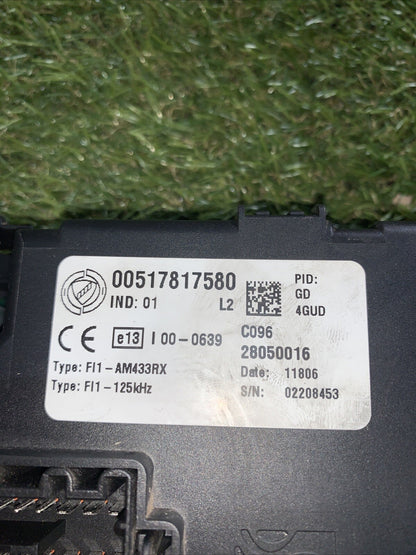 00517817580
IND: 01 L2
PID:
GD
4GUD
CE e13 I 00-0639
C096
28050016
Type: FI1-AM433RX
Date: 11806
Type: FI1-125kHz
S/N: 02208453